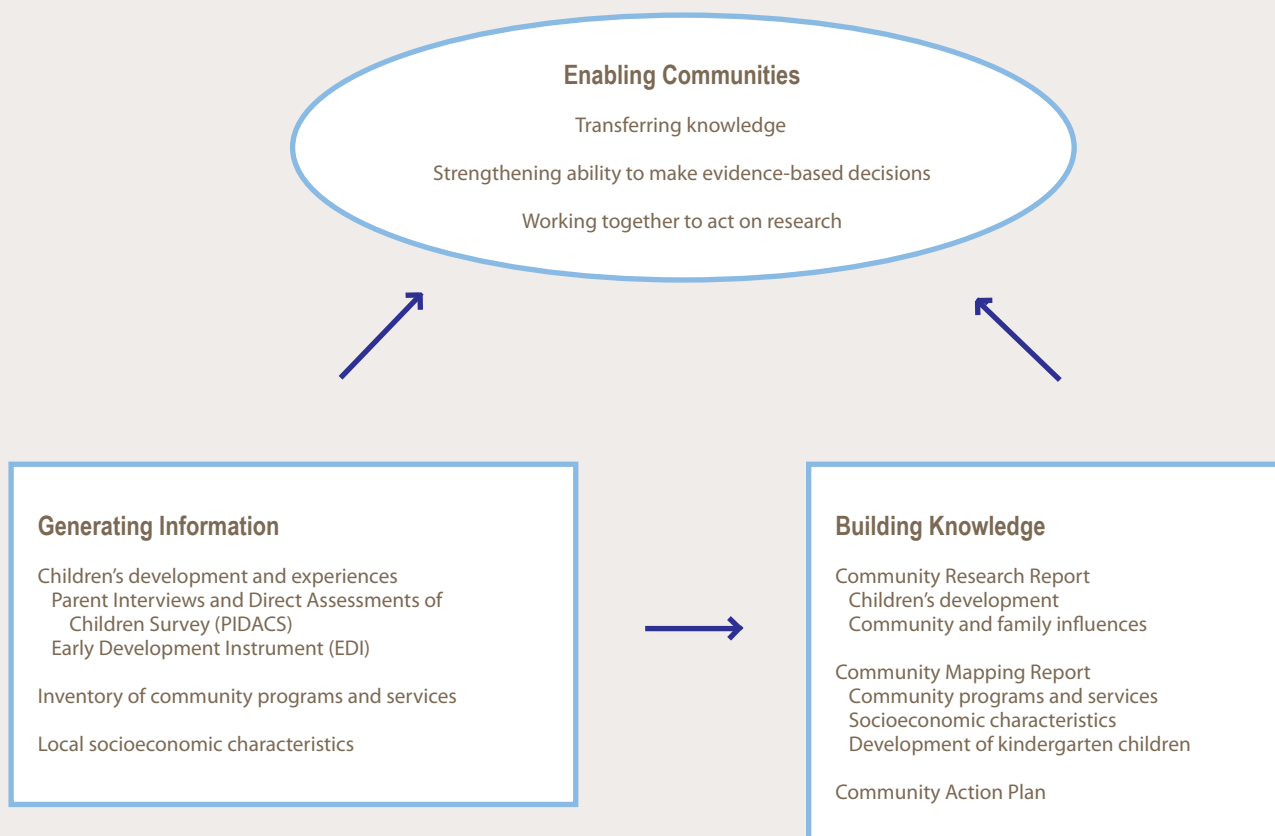 Enabling Communities
Transferring knowledge
Strengthening ability to make evidence-based decisions
Working together to act on research
Generating Information
Children’s development and experiences
Parent Interviews and Direct Assessments of
Children Survey (PIDACS)
Early Development Instrument (EDI)
Inventory of community programs and services
Local socioeconomic characteristics
Building Knowledge
Community Research Report
Children’s development
Community and family influences
Community Mapping Report
Community programs and services
Socioeconomic characteristics
Development of kindergarten children
Community Action Plan